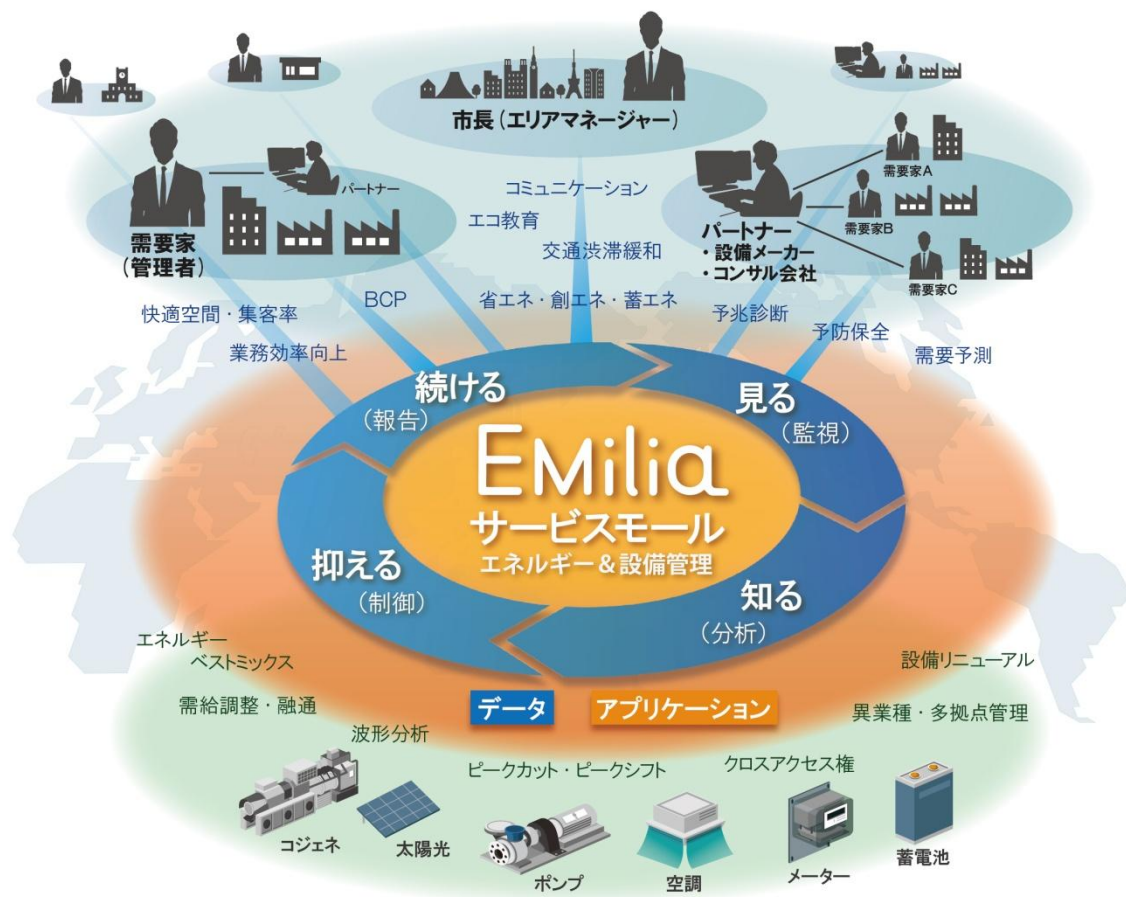 市長(エリアマネージャー)
パートナー
需要家
(管理者)
パートナー
・設備メーカー
・コンサル会社
需要家A
需要家B
需要家C
コミュニケーション
エコ教育
交通渋滞緩和
省エネ・創エネ・蓄エネ
BCP
快適空間・集客率
業務効率向上
予兆診断
予防保全
需要予測
続ける
(報告)
見る
(監視)
EMilia
サービスモール
エネルギー&設備管理
抑える
(制御)
知る
(分析)
エネルギー
ベストミックス
需給調整・融通
波形分析
データ
アプリケーション
設備リニューアル
異業種・多拠点管理
ピークカット・ピークシフト
クロスアクセス権
コジェネ
太陽光
ポンプ
空調
メーター
蓄電池